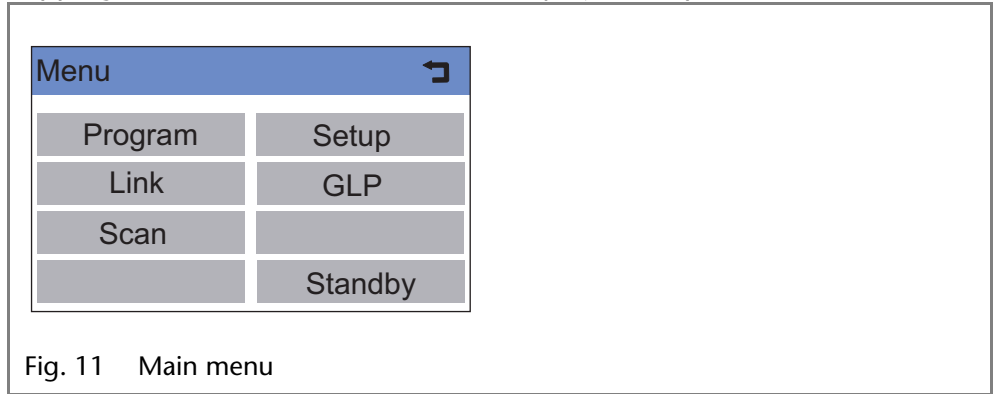 Menu
Program Setup
Link GLP
Scan
Standby
Fig. 11 Main menu